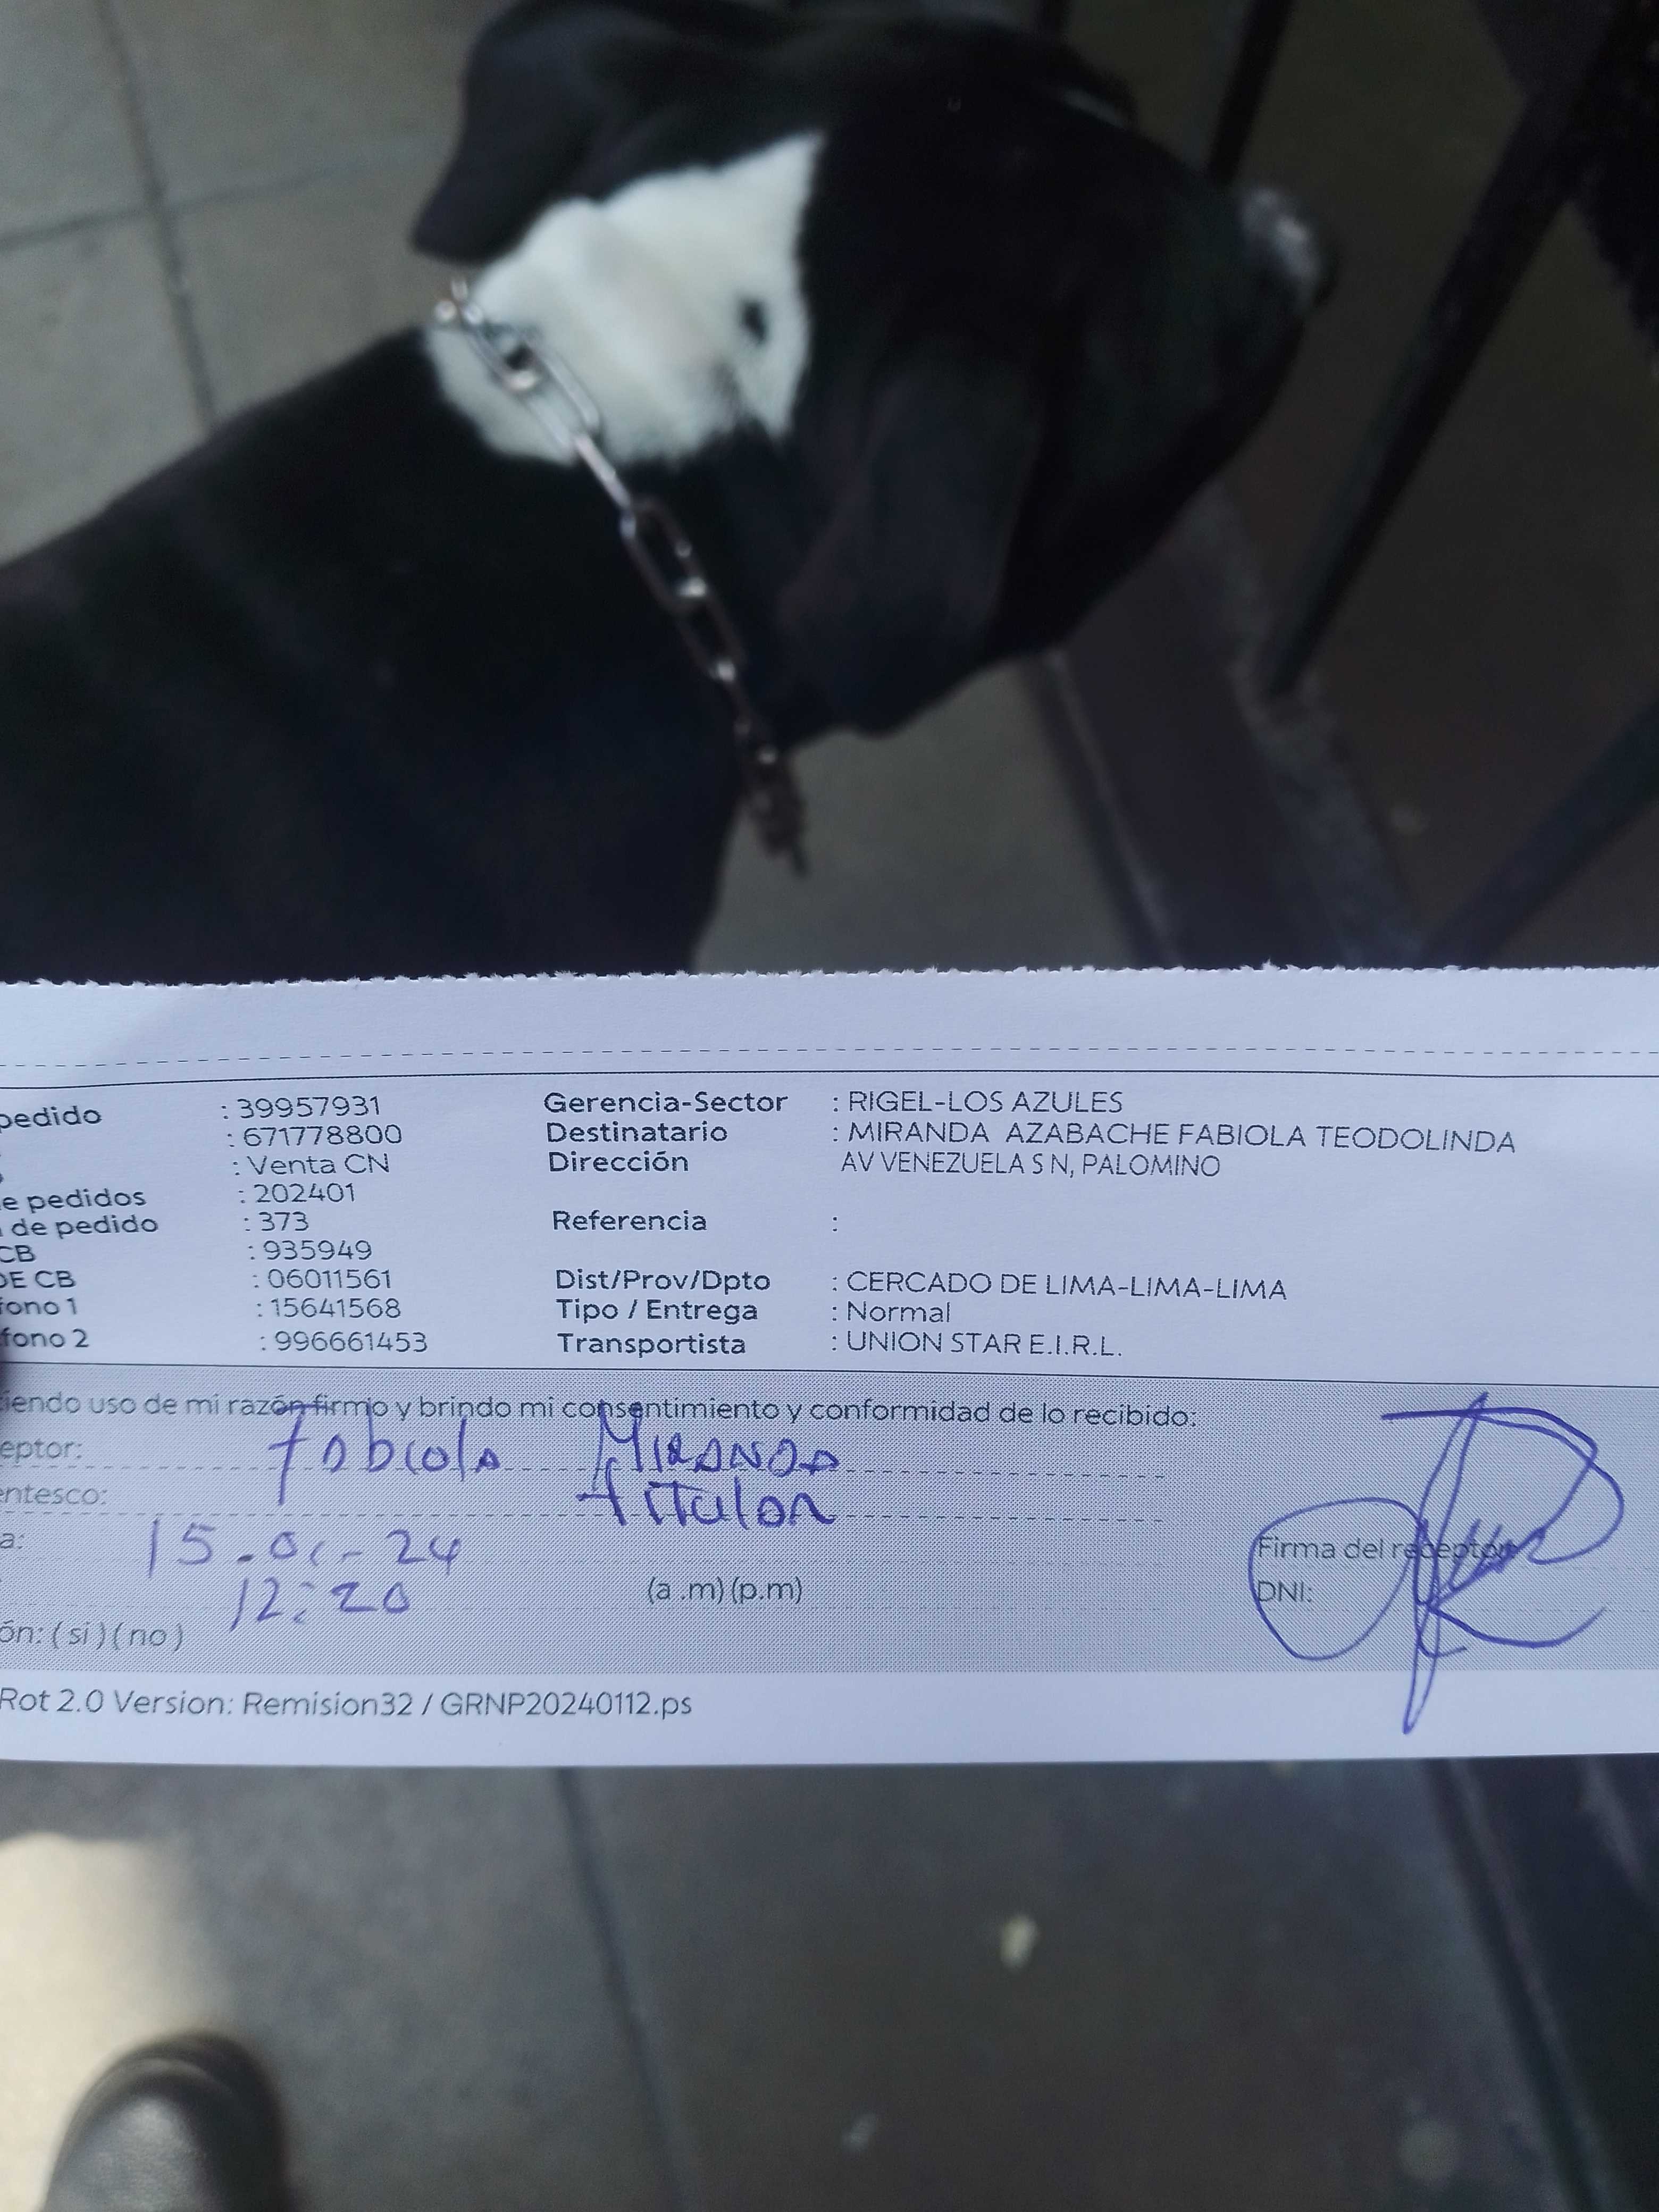 pedido : 39957931 Gerencia-Sector : RIGEL-LOS AZULES
: 671778800 Destinatario : MIRANDA AZABACHE FABIOLA TEODOLINDA
: Venta CN Dirección AV VENEZUELA S N, PALOMINO
e pedidos : 202401
de pedido : 373 Referencia :
CB : 935949
DE CB : 06011561 Dist/Prov/Dpto : CERCADO DE LIMA-LIMA-LIMA
fono 1 : 15641568 Tipo / Entrega : Normal
fono 2 : 996661453 Transportista : UNION STAR E.I.R.L.
iendo uso de mi razón firmo y brindo mi consentimiento y conformidad de lo recibido:
eptor: Fabiola MIRANDA
entesco: titular
a: 15.01-24 Firma del receptor
12:20 (a .m) (p.m) DNI:
ón: ( si ) ( no )
Rot 2.0 Version: Remision32 / GRNP20240112.ps